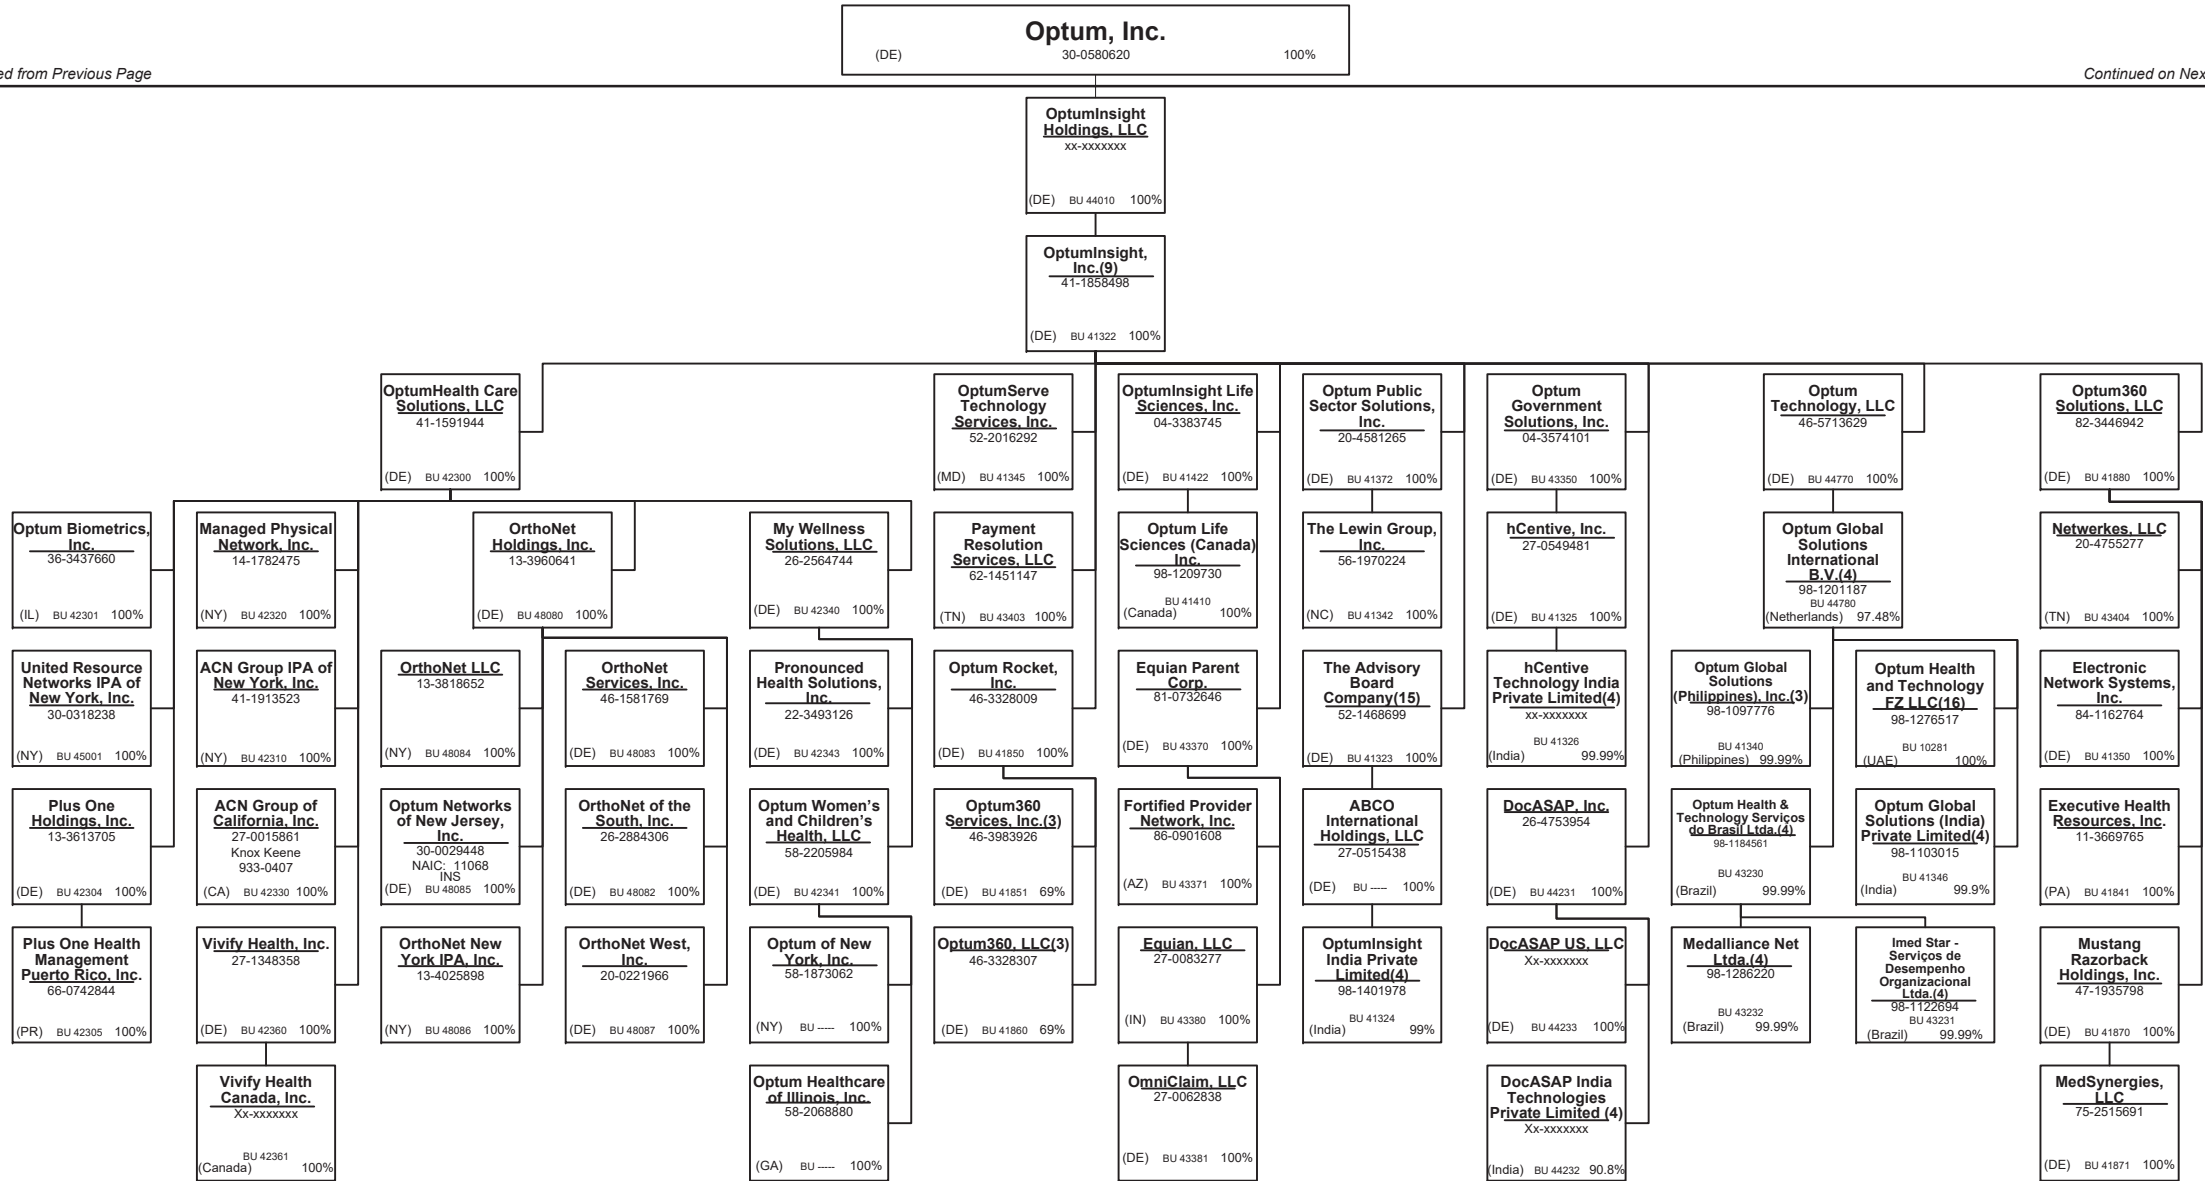 Optum, Inc.
(DE) 30-0580620 100%
ed from Previous Page
Continued on Nex
OptumInsight
Holdings, LLC
xx-xxxxxxx
(DE) BU 44010 100%
OptumInsight,
Inc.(9)
41-1858498
(DE) BU 41322 100%
OptumHealth Care
Solutions, LLC
41-1591944
(DE) BU 42300 100%
OptumServe
Technology
Services, Inc.
52-2016292
(MD) BU 41345 100%
OptumInsight Life
Sciences, Inc.
04-3383745
(DE) BU 41422 100%
Optum Public
Sector Solutions,
Inc.
20-4581265
(DE) BU 41372 100%
Optum
Government
Solutions, Inc.
04-3574101
(DE) BU 43350 100%
Optum
Technology, LLC
46-5713629
(DE) BU 44770 100%
Optum360
Solutions, LLC
82-3446942
(DE) BU 41880 100%
Optum Biometrics,
Inc.
36-3437660
(IL) BU 42301 100%
Managed Physical
Network, Inc.
14-1782475
(NY) BU 42320 100%
OrthoNet
Holdings, Inc.
13-3960641
(DE) BU 48080 100%
My Wellness
Solutions, LLC
26-2564744
(DE) BU 42340 100%
Payment
Resolution
Services, LLC
62-1451147
(TN) BU 43403 100%
Optum Life
Sciences (Canada)
Inc.
98-1209730
BU 41410
(Canada) 100%
The Lewin Group,
Inc.
56-1970224
(NC) BU 41342 100%
hCentive, Inc.
27-0549481
(DE) BU 41325 100%
Optum Global
Solutions
International
B.V.(4)
98-1201187
BU 44780
(Netherlands) 97.48%
Netwerkes, LLC
20-4755277
(TN) BU 43404 100%
United Resource
Networks IPA of
New York, Inc.
30-0318238
(NY) BU 45001 100%
ACN Group IPA of
New York, Inc.
41-1913523
(NY) BU 42310 100%
OrthoNet LLC
13-3818652
(NY) BU 48084 100%
OrthoNet
Services, Inc.
46-1581769
(DE) BU 48083 100%
Pronounced
Health Solutions,
Inc.
22-3493126
(DE) BU 42343 100%
Optum Rocket,
Inc.
46-3328009
(DE) BU 41850 100%
Equian Parent
Corp.
81-0732646
(DE) BU 43370 100%
The Advisory
Board
Company(15)
52-1468699
(DE) BU 41323 100%
hCentive
Technology India
Private Limited(4)
xx-xxxxxxx
BU 41326
(India) 99.99%
Optum Global
Solutions
(Philippines), Inc.(3)
98-1097776
BU 41340
(Philippines) 99.99%
Optum Health
and Technology
FZ LLC(16)
98-1276517
BU 10281
(UAE) 100%
Electronic
Network Systems,
Inc.
84-1162764
(DE) BU 41350 100%
Plus One
Holdings, Inc.
13-3613705
(DE) BU 42304 100%
ACN Group of
California, Inc.
27-0015861
Knox Keene
933-0407
(CA) BU 42330 100%
Optum Networks
of New Jersey,
Inc.
30-0029448
NAIC: 11068
INS
(DE) BU 48085 100%
OrthoNet of the
South, Inc.
26-2884306
(DE) BU 48082 100%
Optum Women's
and Children's
Health, LLC
58-2205984
(DE) BU 42341 100%
Optum360
Services, Inc.(3)
46-3983926
(DE) BU 41851 69%
Fortified Provider
Network, Inc.
86-0901608
(AZ) BU 43371 100%
ABCO
International
Holdings, LLC
27-0515438
(DE) BU ----- 100%
DocASAP, Inc.
26-4753954
(DE) BU 44231 100%
Optum Health &
Technology Serviços
do Brasil Ltda.(4)
98-1184561
BU 43230
(Brazil) 99.99%
Optum Global
Solutions (India)
Private Limited(4)
98-1103015
BU 41346
(India) 99.9%
Executive Health
Resources, Inc.
11-3669765
(PA) BU 41841 100%
Plus One Health
Management
Puerto Rico, Inc.
66-0742844
(PR) BU 42305 100%
Vivify Health, Inc.
27-1348358
(DE) BU 42360 100%
OrthoNet New
York IPA, Inc.
13-4025898
(NY) BU 48086 100%
OrthoNet West,
Inc.
20-0221966
(DE) BU 48087 100%
Optum of New
York, Inc.
58-1873062
(NY) BU ----- 100%
Optum360, LLC(3)
46-3328307
(DE) BU 41860 69%
Equian, LLC
27-0083277
(IN) BU 43380 100%
OptumInsight
India Private
Limited(4)
98-1401978
BU 41324
(India) 99%
DocASAP US, LLC
Xx-xxxxxxx
(DE) BU 44233 100%
Medalliance Net
Ltda.(4)
98-1286220
BU 43232
(Brazil) 99.99%
Imed Star -
Serviços de
Desempenho
Organizacional
Ltda.(4)
98-1122694
BU 43231
(Brazil) 99.99%
Mustang
Razorback
Holdings, Inc.
47-1935798
(DE) BU 41870 100%
Vivify Health
Canada, Inc.
Xx-xxxxxxx
BU 42361
(Canada) 100%
Optum Healthcare
of Illinois, Inc.
58-2068880
(GA) BU ----- 100%
OmniClaim, LLC
27-0062838
(DE) BU 43381 100%
DocASAP India
Technologies
Private Limited (4)
Xx-xxxxxxx
(India) BU 44232 90.8%
MedSynergies,
LLC
75-2515691
(DE) BU 41871 100%